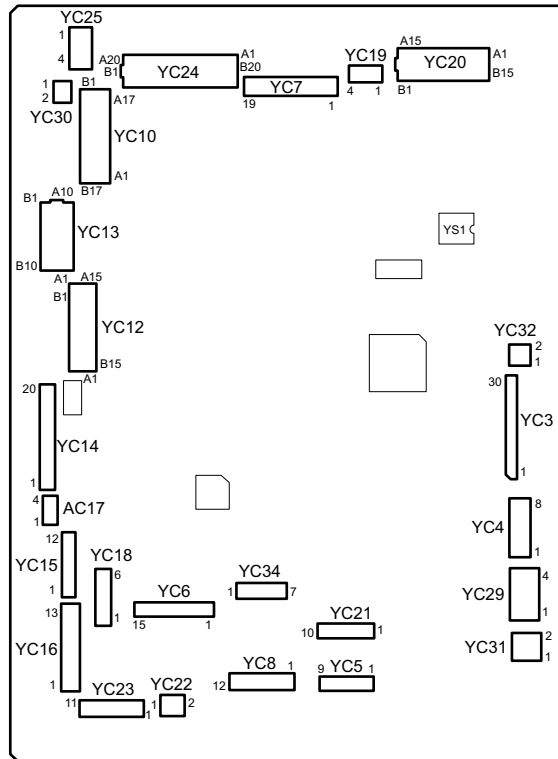 YC25
1
4
A20
B1
YC24
A1
B20
YC7
19
1
YC19
4
1
A15
YC20
A1
B15
B1
1
2
YC30
B1
A17
YC10
B17
A1
B1
A10
YC13
B10
A1
A15
B1
YC12
B15
A1
YS1
YC32
2
1
30
YC3
1
20
YC14
1
4
AC17
1
8
YC4
1
12
YC15
1
YC18
6
1
YC6
15
1
YC34
1
7
4
YC29
1
YC21
10
1
YC31
2
1
13
YC16
1
YC8
12
1
9
YC5
1
YC23
11
1
YC22
1
2